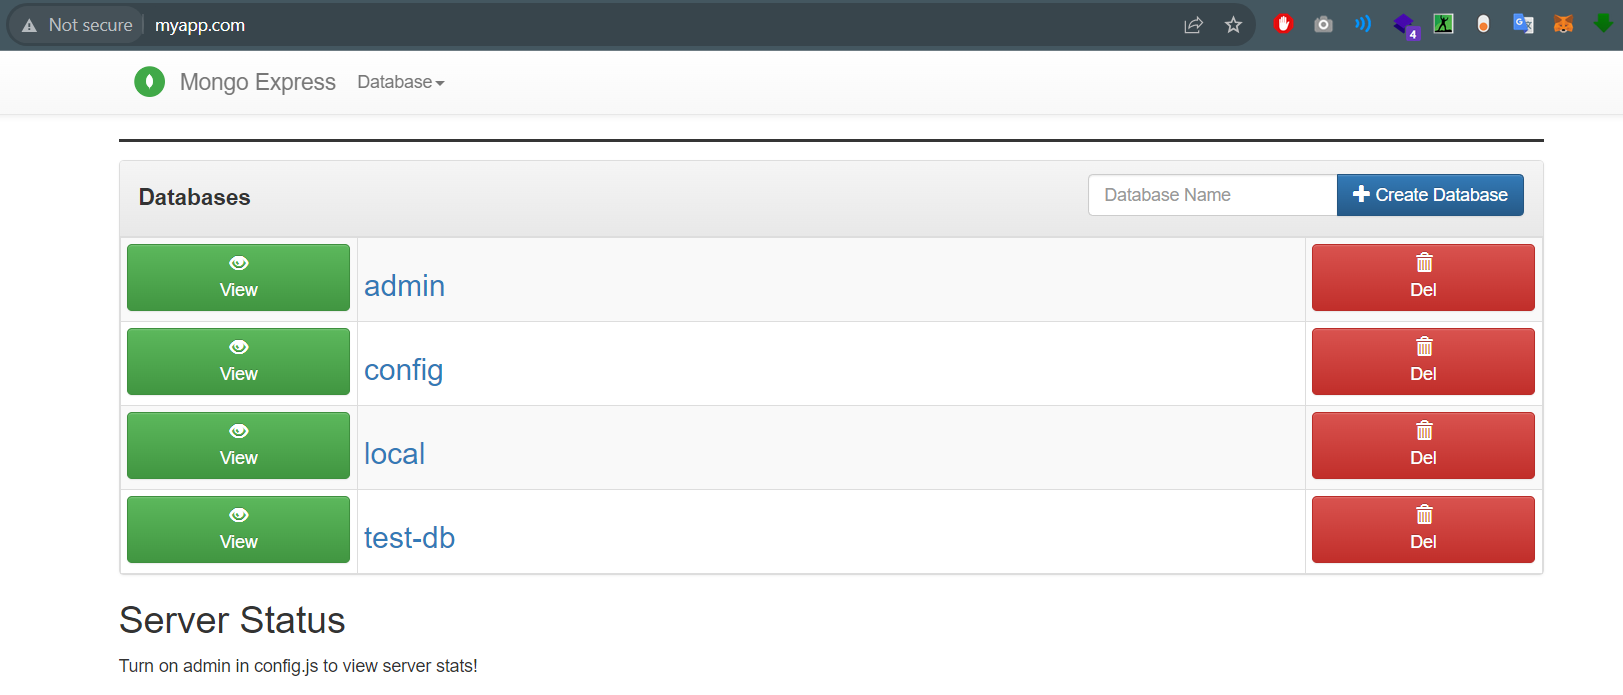 Not secure myapp.com
4
Mongo Express Database
Databases Database Name Create Database
View admin Del
View config Del
View local Del
View test-db Del
Server Status
Turn on admin in config.js to view server stats!